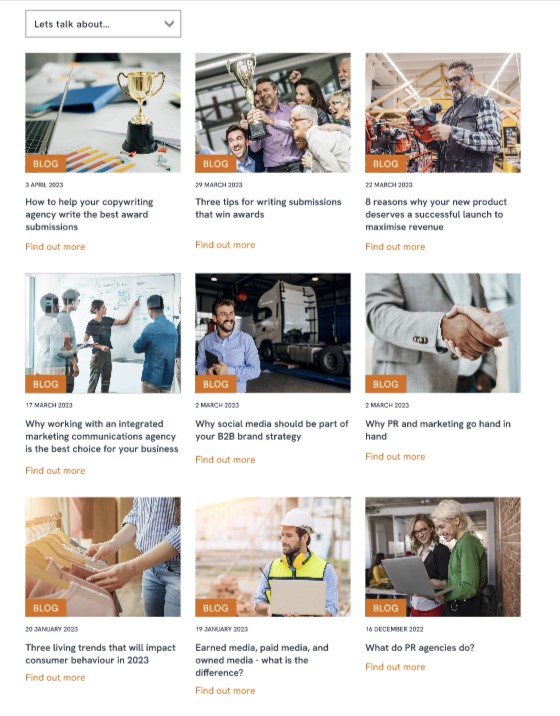 Lets talk about...
BLOG
3 APRIL 2023
How to help your copywriting
agency write the best award
submissions
Find out more
BLOG
29 MARCH 2023
Three tips for writing submissions
that win awards
Find out more
BLOG
22 MARCH 2023
8 reasons why your new product
deserves a successful launch to
maximise revenue
Find out more
BLOG
17 MARCH 2023
Why working with an integrated
marketing communications agency
is the best choice for your business
Find out more
BLOG
2 MARCH 2023
Why social media should be part of
your B2B brand strategy
Find out more
BLOG
2 MARCH 2023
Why PR and marketing go hand in
hand
Find out more
BLOG
20 JANUARY 2023
Three living trends that will impact
consumer behaviour in 2023
Find out more
BLOG
19 JANUARY 2023
Earned media, paid media, and
owned media - what is the
difference?
Find out more
BLOG
16 DECEMBER 2022
What do PR agencies do?
Find out more